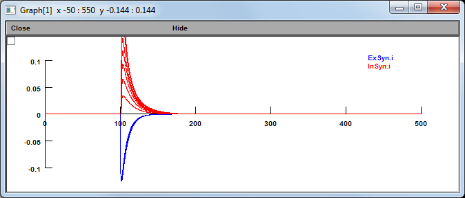 Graph[1] x -50 : 550 y -0.144 : 0.144
Close Hide
ExSyn.i
InSyn.i
0.1
0.05
0 0 100 200 300 400 500
-0.05
-0.1